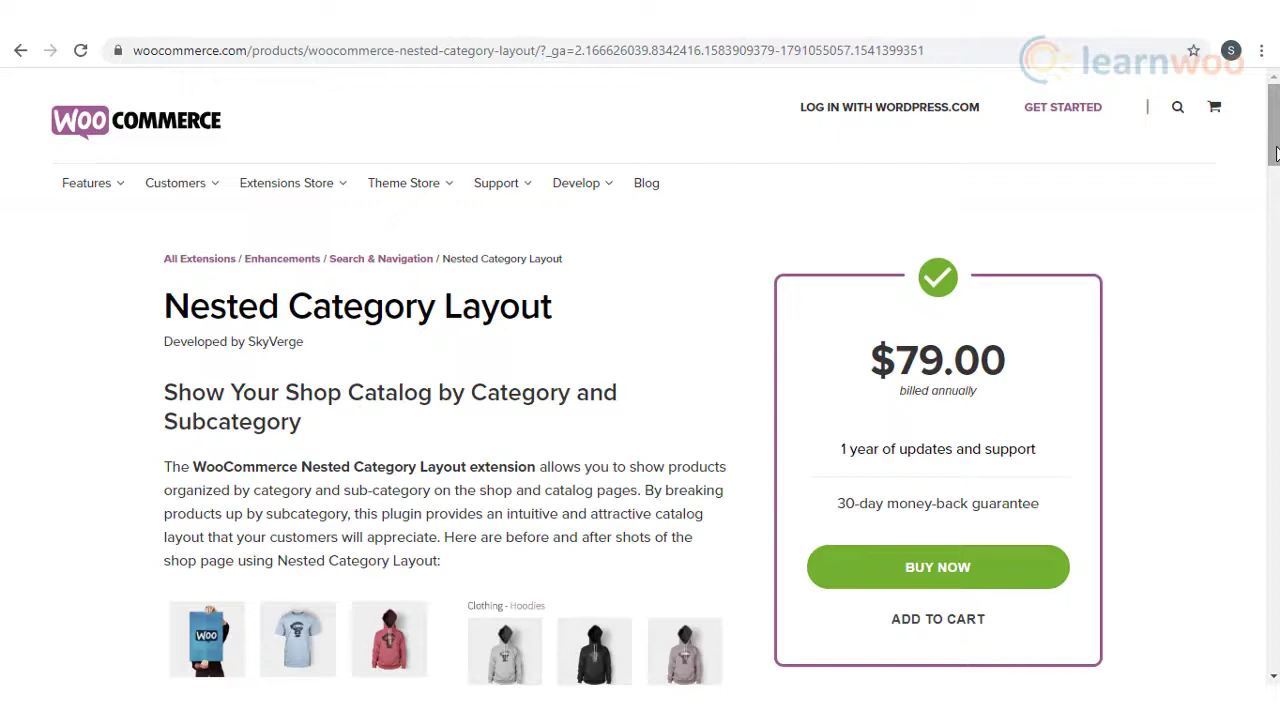 woocommerce.com/products/woocommerce-nested-category-layout/?_ga=2.166626039.8342416.1583909379-1791055057.1541399351
S
learnwoo
WOO COMMERCE
LOG IN WITH WORDPRESS.COM
GET STARTED
|
Features
Customers
Extensions Store
Theme Store
Support
Develop
Blog
All Extensions / Enhancements / Search & Navigation / Nested Category Layout
Nested Category Layout
Developed by SkyVerge
Show Your Shop Catalog by Category and
Subcategory
The WooCommerce Nested Category Layout extension allows you to show products
organized by category and sub-category on the shop and catalog pages. By breaking
products up by subcategory, this plugin provides an intuitive and attractive catalog
layout that your customers will appreciate. Here are before and after shots of the
shop page using Nested Category Layout:
WOO
Clothing - Hoodies
$79.00
billed annually
1 year of updates and support
30-day money-back guarantee
BUY NOW
ADD TO CART